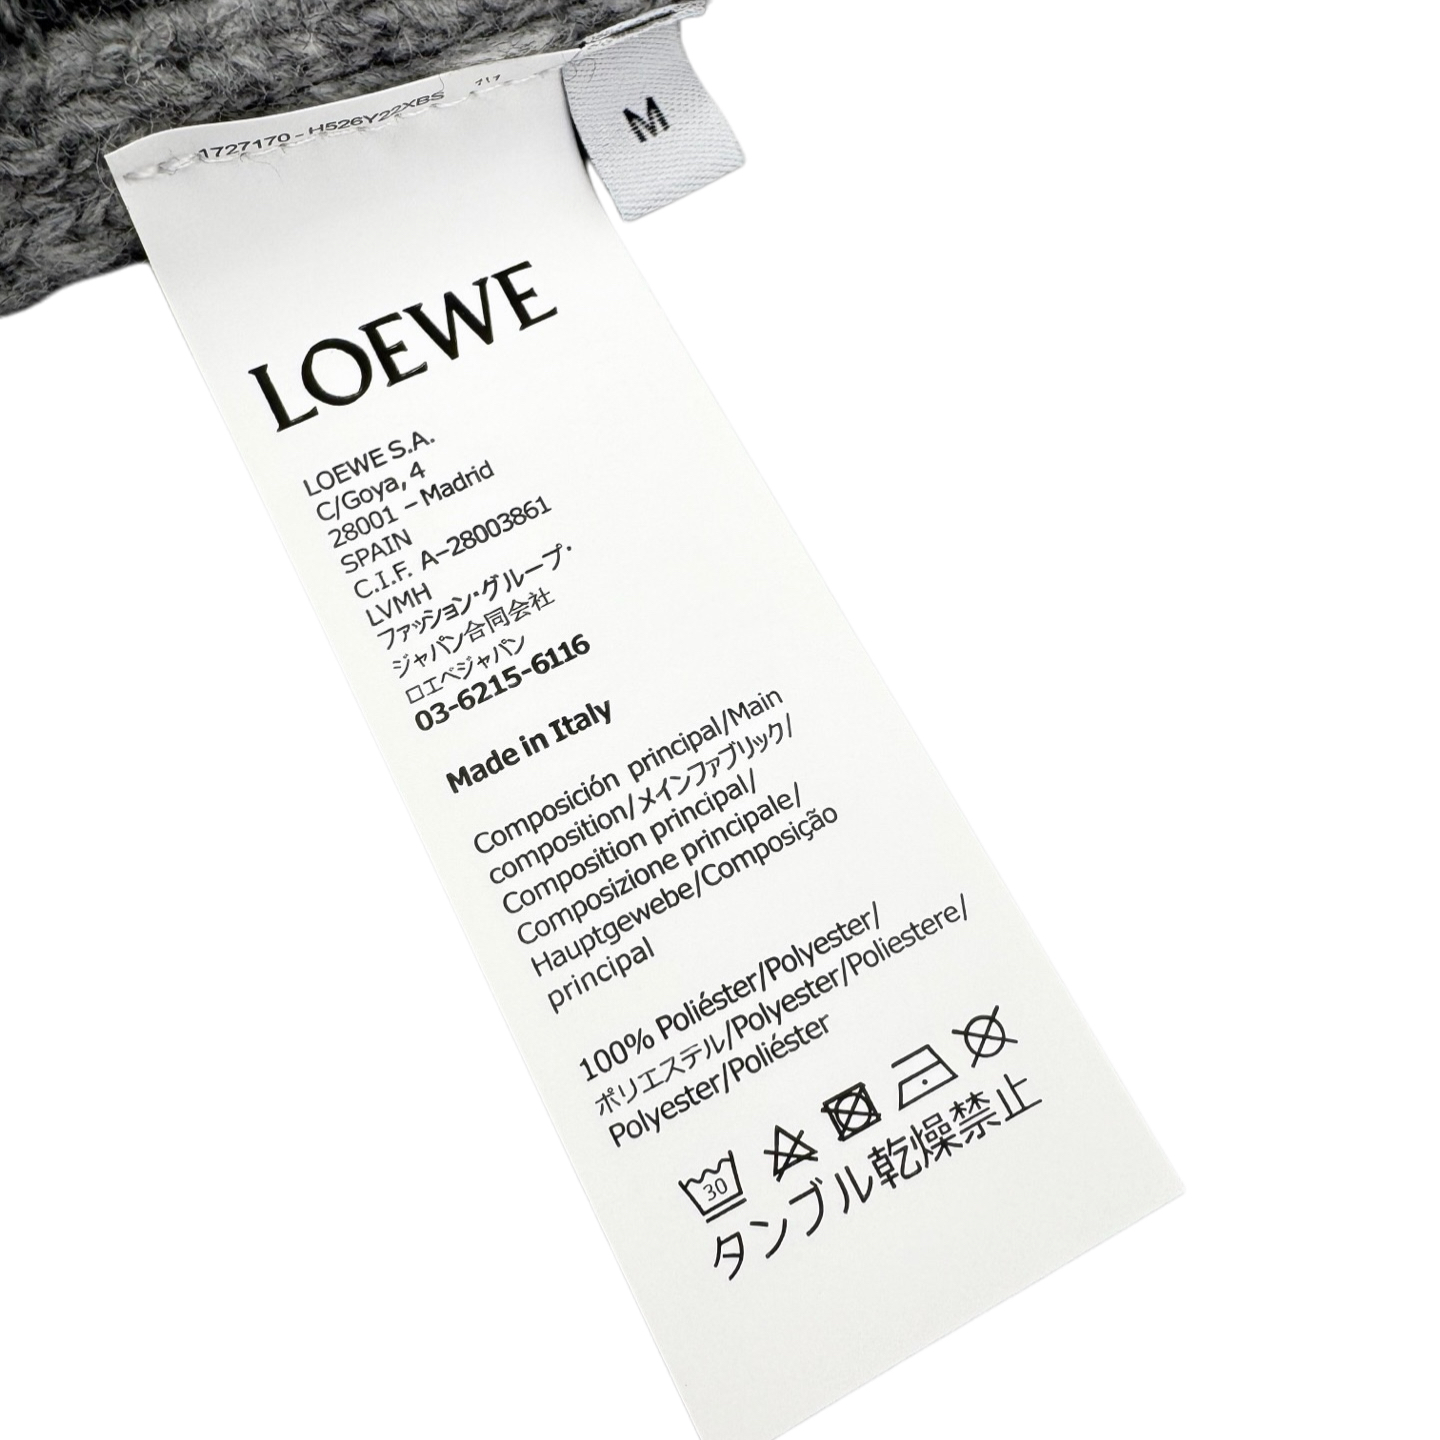 1727170-H526Y22XBS
M
LOEWE
LOEWE S.A.
C/Goya, 4
28001 – Madrid
SPAIN
C.I.F. A–28003861
LVMH
ファッション・グループ・
ジャパン合同会社
ロエベジャパン
03-6215-6116
Made in Italy
Composición principal/Main
composition/メインファブリック/
Composition principal/
Composizione principale/
Hauptgewebe/Composição
principal
100% Poliéster/Polyester/
ポリエステル/Polyester/Poliestere/
Polyester/Poliéster
30
タンブル乾燥禁止